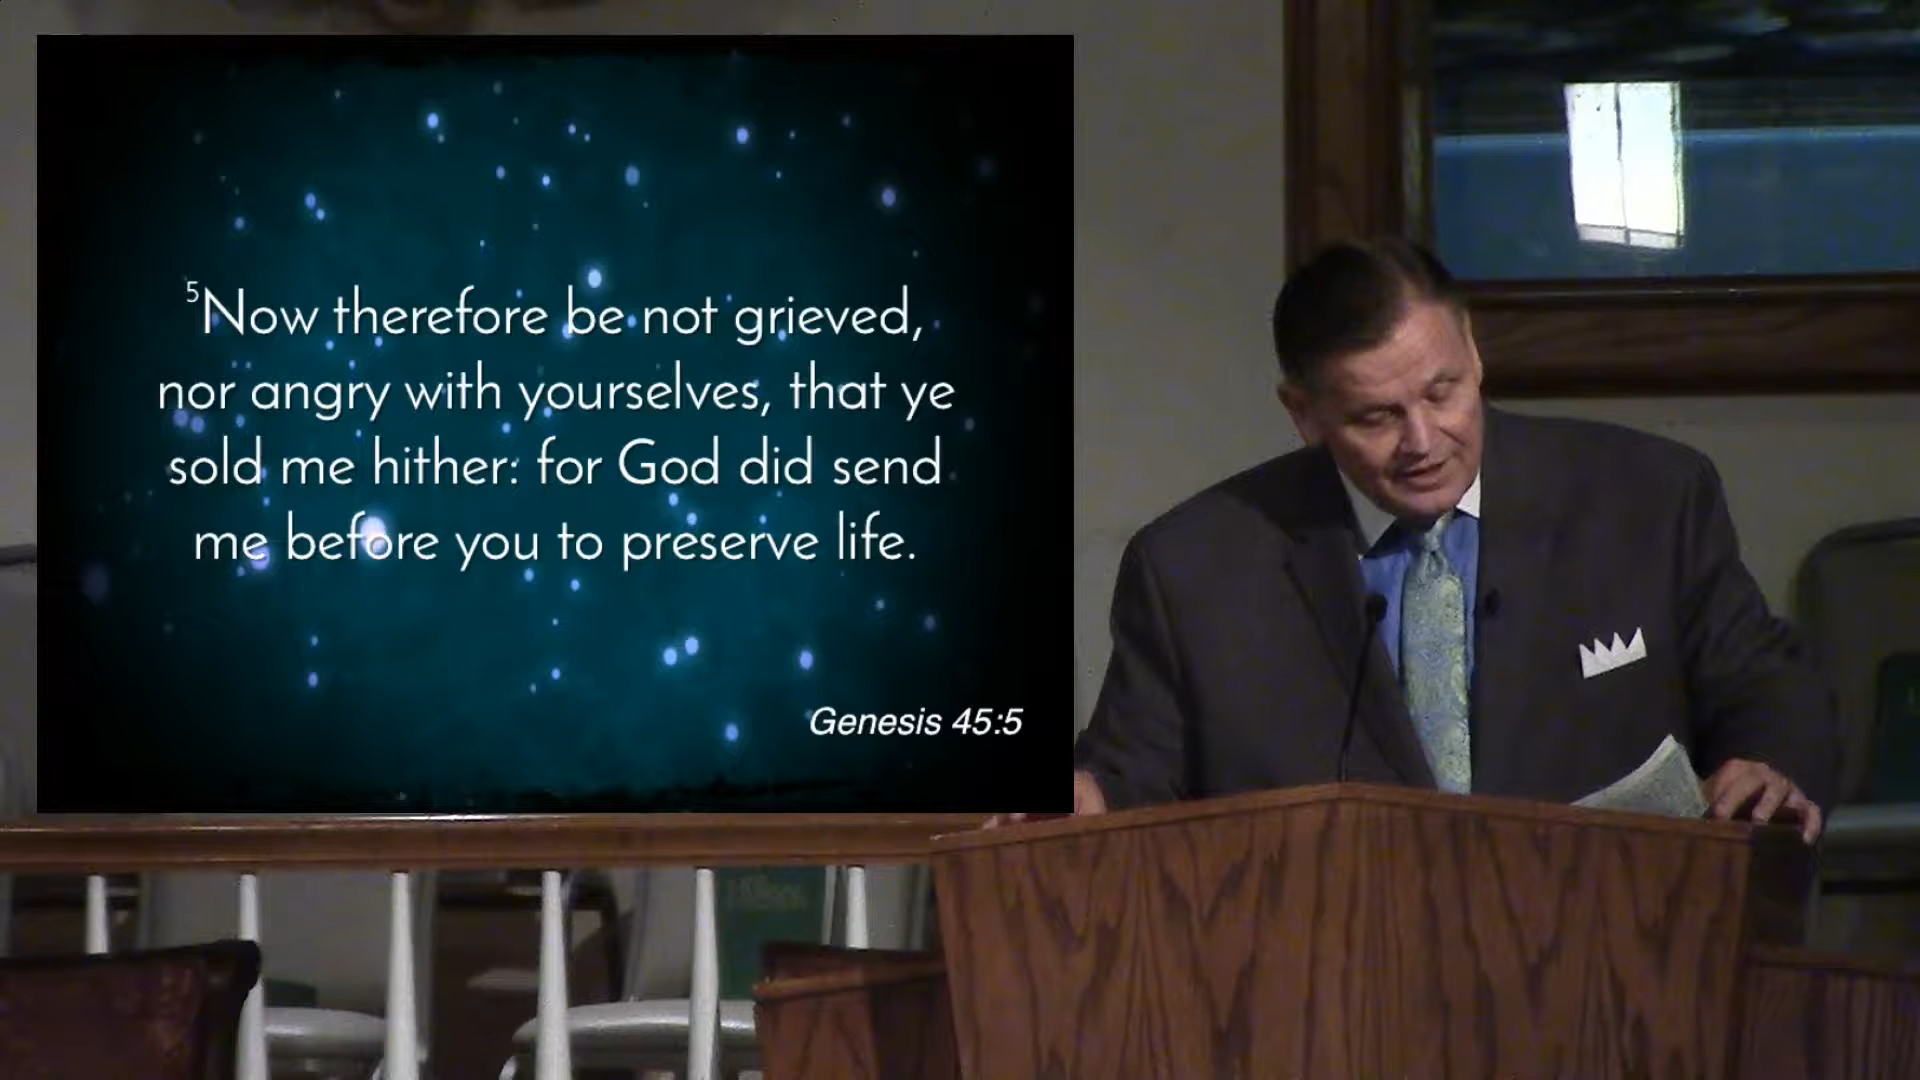 ⁵Now therefore be not grieved,
nor angry with yourselves, that ye
sold me hither: for God did send
me before you to preserve life.
Genesis 45:5